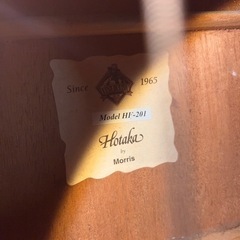 Since 1965
Model HF-201
Hotaka
by
Morris